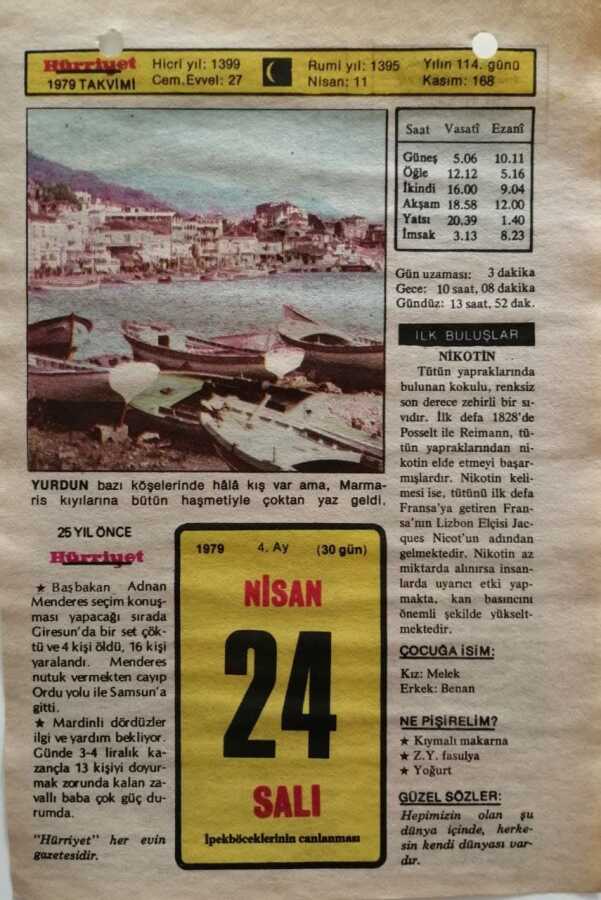 Hürriyet
1979 TAKVİMİ
Hicri yıl: 1399
Cem.Evvel: 27
Rumi yıl: 1395
Nisan: 11
Yılın 114. günü
Kasım: 168
Saat Vasatî Ezanî
Güneş 5.06 10.11
Öğle 12.12 5.16
İkindi 16.00 9.04
Akşam 18.58 12.00
Yatsı 20.39 1.40
İmsak 3.13 8.23
Gün uzaması: 3 dakika
Gece: 10 saat, 08 dakika
Gündüz: 13 saat, 52 dak.
İLK BULUŞLAR
NİKOTİN
Tütün yapraklarında
bulunan kokulu, renksiz
son derece zehirli bir sı-
vıdır. İlk defa 1828'de
Posselt ile Reimann, tü-
tün yapraklarından ni-
kotin elde etmeyi başar-
mışlardır. Nikotin keli-
mesi ise, tütünü ilk defa
Fransa'ya getiren Fran-
sa'nın Lizbon Elçisi Jac-
ques Nicot'un adından
gelmektedir. Nikotin az
miktarda alınırsa insan-
larda uyarıcı etki yap-
makta, kan basıncını
önemli şekilde yükselt-
mektedir.
ÇOCUĞA İSİM:
Kız: Melek
Erkek: Benan
NE PİŞİRELİM?
★ Kıymalı makarna
★ Z.Y. fasulya
★ Yoğurt
GÜZEL SÖZLER:
Hepimizin olan şu
dünya içinde, herke-
sin kendi dünyası var-
dır.
YURDUN bazı köşelerinde hâlâ kış var ama, Marma-
ris kıyılarına bütün haşmetiyle çoktan yaz geldi.
25 YIL ÖNCE
Hürriyet
★ Başbakan Adnan
Menderes seçim konuş-
ması yapacağı sırada
Giresun'da bir set çök-
tü ve 4 kişi öldü, 16 kişi
yaralandı. Menderes
nutuk vermekten cayıp
Ordu yolu ile Samsun'a
gitti.
★ Mardinli dördüzler
ilgi ve yardım bekliyor.
Günde 3-4 liralık ka-
zançla 13 kişiyi doyur-
mak zorunda kalan za-
vallı baba çok güç du-
rumda.
"Hürriyet" her evin
gazetesidir.
1979 4. Ay (30 gün)
NİSAN
24
SALI
İpekböceklerinin canlanması